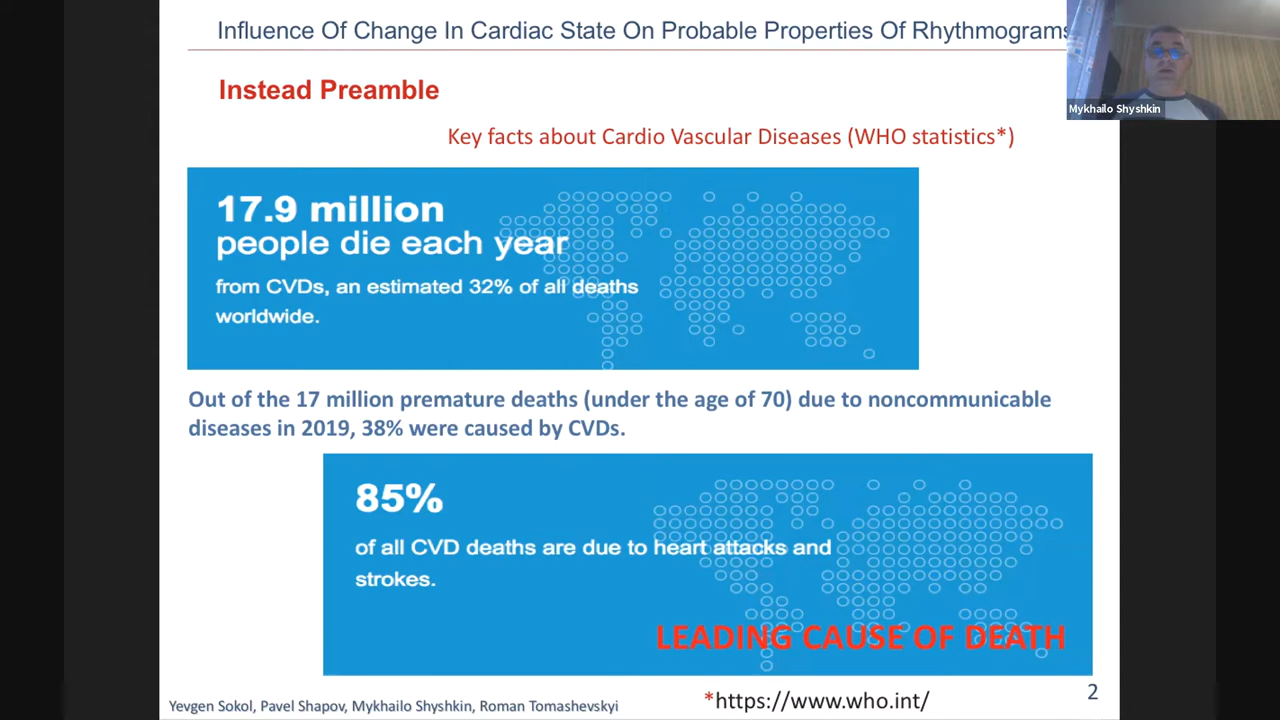 Influence Of Change In Cardiac State On Probable Properties Of Rhythmograms
Mykhailo Shyshkin
Instead Preamble
Key facts about Cardio Vascular Diseases (WHO statistics*)
17.9 million
people die each year
from CVDs, an estimated 32% of all deaths
worldwide.
Out of the 17 million premature deaths (under the age of 70) due to noncommunicable
diseases in 2019, 38% were caused by CVDs.
85%
of all CVD deaths are due to heart attacks and
strokes.
LEADING CAUSE OF DEATH
2
*https://www.who.int/
Yevgen Sokol, Pavel Shapov, Mykhailo Shyshkin, Roman Tomashevskyi